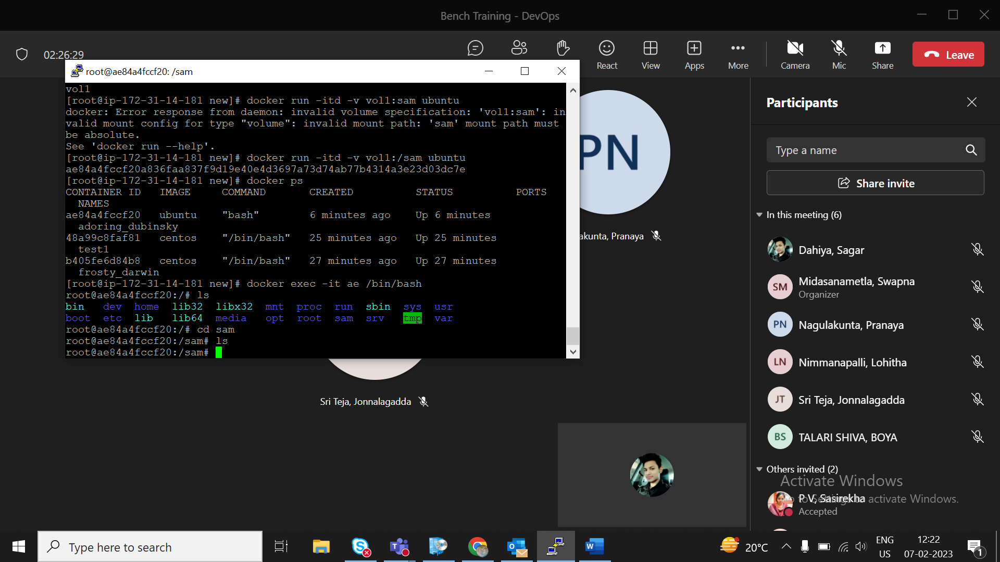 Bench Training - DevOps
02:26:29
React
View
Apps
More
Camera
Mic
Share
Leave
root@ae84a4fccf20: /sam
vol1
[root@ip-172-31-14-181 new]# docker run -itd -v vol1:sam ubuntu
docker: Error response from daemon: invalid volume specification: 'vol1:sam': in
valid mount config for type "volume": invalid mount path: 'sam' mount path must
be absolute.
See 'docker run --help'.
[root@ip-172-31-14-181 new]# docker run -itd -v vol1:/sam ubuntu
ae84a4fccf20a836faa837f9d19e40e4d3697a73d74ab77b4314a3e23d03dc7e
[root@ip-172-31-14-181 new]# docker ps
CONTAINER ID   IMAGE     COMMAND       CREATED          STATUS          PORTS
NAMES
ae84a4fccf20   ubuntu    "bash"        6 minutes ago    Up 6 minutes
adoring_dubinsky
48a99c8faf81   centos    "/bin/bash"   25 minutes ago   Up 25 minutes
test1
b405fe6d84b8   centos    "/bin/bash"   27 minutes ago   Up 27 minutes
frosty_darwin
[root@ip-172-31-14-181 new]# docker exec -it ae /bin/bash
root@ae84a4fccf20:/# ls
bin   dev  home  lib32  libx32  mnt  proc  run  sbin  sys  usr
boot  etc  lib   lib64  media   opt  root  sam  srv   tmp  var
root@ae84a4fccf20:/# cd sam
root@ae84a4fccf20:/sam# ls
root@ae84a4fccf20:/sam#
PN
akunta, Pranaya
Sri Teja, Jonnalagadda
Participants
Type a name
Share invite
In this meeting (6)
Dahiya, Sagar
SM
Midasanametla, Swapna
Organizer
PN
Nagulakunta, Pranaya
LN
Nimmanapalli, Lohitha
JT
Sri Teja, Jonnalagadda
BS
TALARI SHIVA, BOYA
Others invited (2)
Activate Windows
Go to Settings to activate Windows.
P V, Sasirekha
Accepted
Type here to search
20°C
ENG
US
12:22
07-02-2023
1